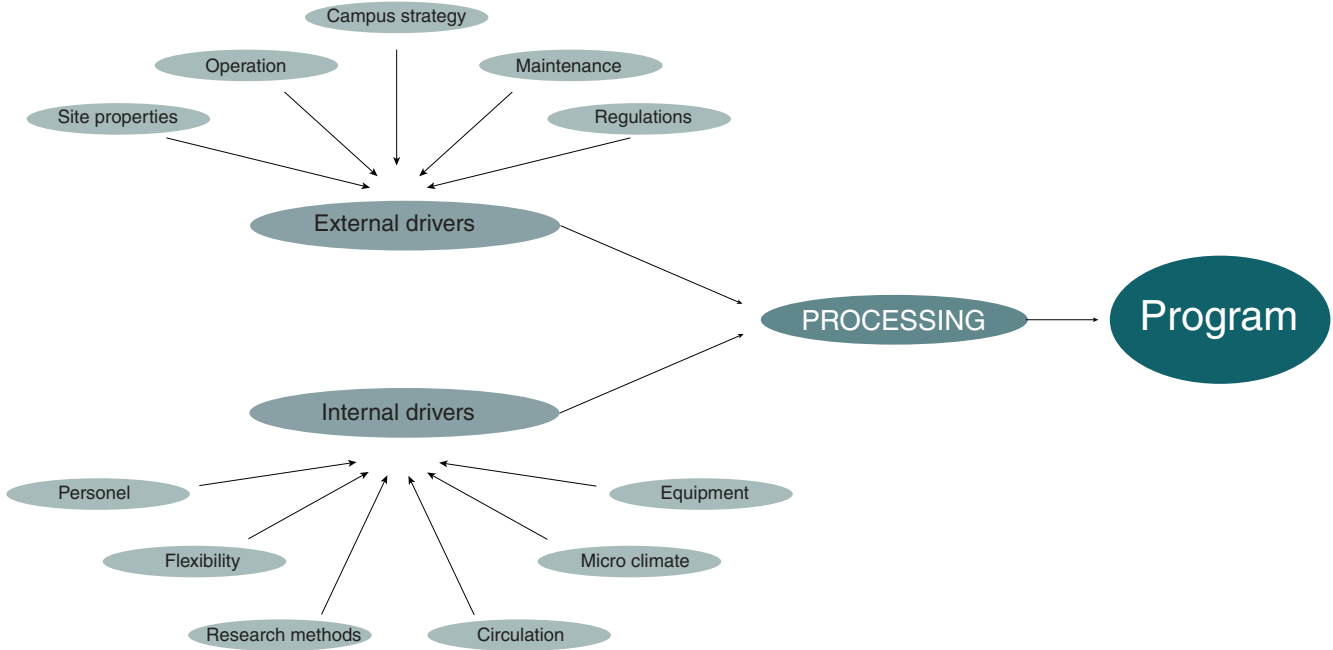 Campus strategy
Operation
Maintenance
Site properties
Regulations
External drivers
PROCESSING
Program
Internal drivers
Personel
Equipment
Flexibility
Micro climate
Research methods
Circulation